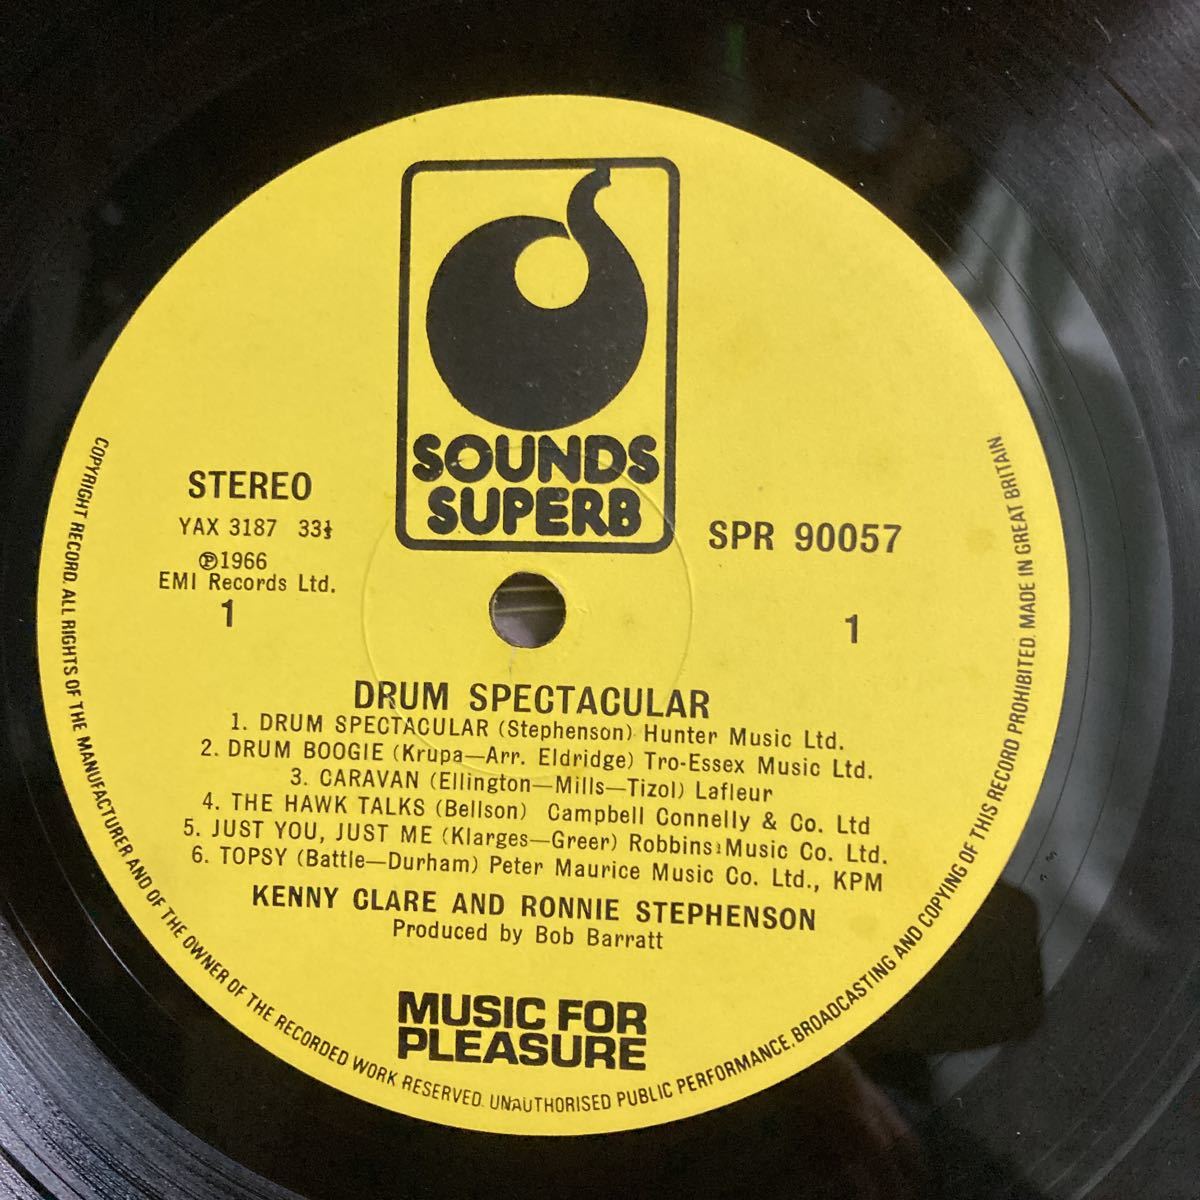 SOUNDS
SUPERB
STEREO
YAX 3187 33⅓
Ⓟ1966
EMI Records Ltd.
1
SPR 90057
1
DRUM SPECTACULAR
1. DRUM SPECTACULAR (Stephenson) Hunter Music Ltd.
2. DRUM BOOGIE (Krupa—Arr. Eldridge) Tro-Essex Music Ltd.
3. CARAVAN (Ellington—Mills—Tizol) Lafleur
4. THE HAWK TALKS (Bellson) Campbell Connelly & Co. Ltd
5. JUST YOU, JUST ME (Klarges—Greer) Robbins Music Co. Ltd.
6. TOPSY (Battle—Durham) Peter Maurice Music Co. Ltd., KPM
KENNY CLARE AND RONNIE STEPHENSON
Produced by Bob Barratt
MUSIC FOR
PLEASURE
COPYRIGHT RECORD. ALL RIGHTS OF THE MANUFACTURER AND OF THE OWNER OF THE RECORDED WORK RESERVED. UNAUTHORISED PUBLIC PERFORMANCE, BROADCASTING AND COPYING OF THIS RECORD PROHIBITED. MADE IN GREAT BRITAIN